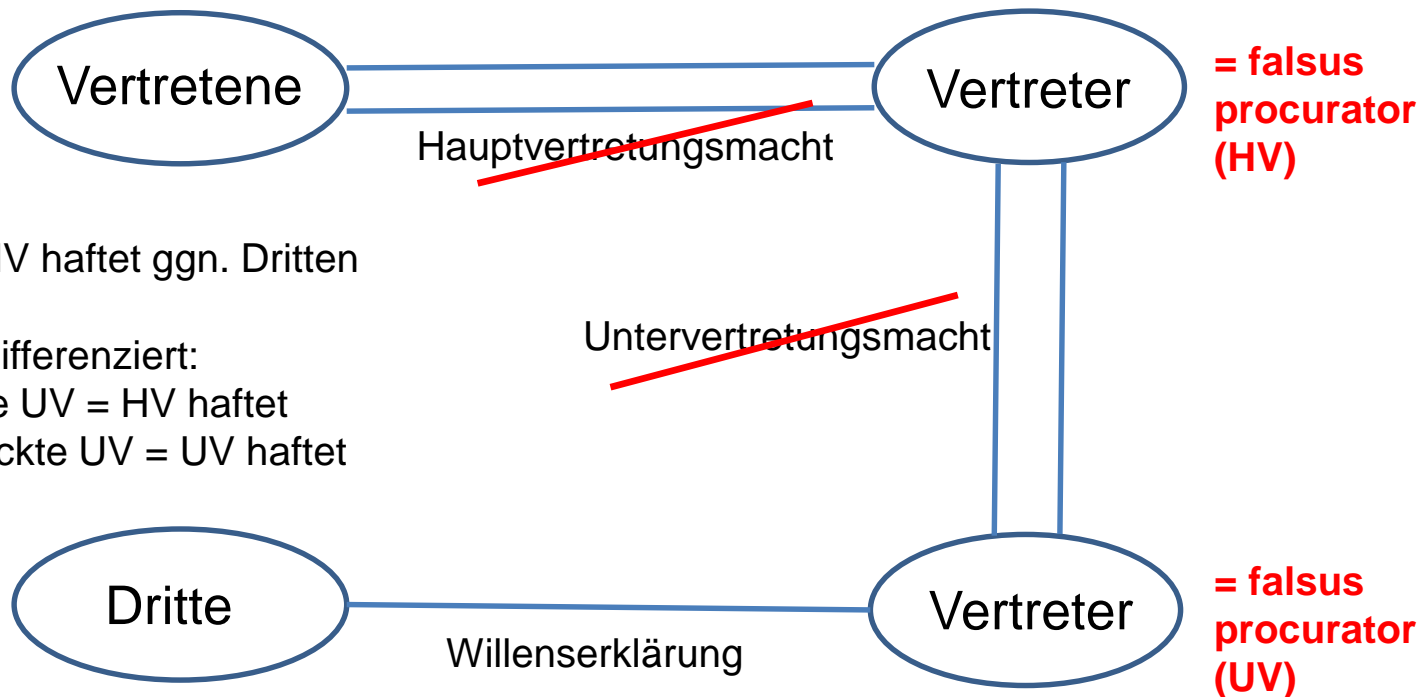 Vertretene
Vertreter
= falsus
procurator
(HV)
Hauptvertretungsmacht
V haftet ggn. Dritten
Untervertretungsmacht
ifferenziert:
e UV = HV haftet
ckte UV = UV haftet
Dritte
Vertreter
= falsus
procurator
(UV)
Willenserklärung